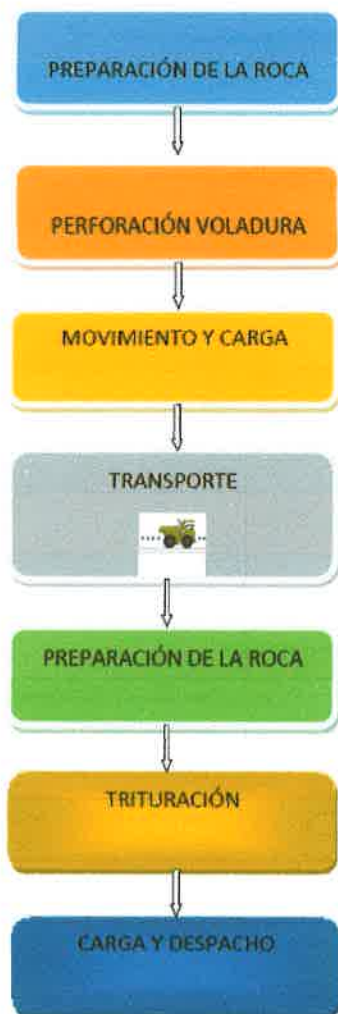 PREPARACIÓN DE LA ROCA
PERFORACIÓN VOLADURA
MOVIMIENTO Y CARGA
TRANSPORTE
PREPARACIÓN DE LA ROCA
TRITURACIÓN
CARGA Y DESPACHO